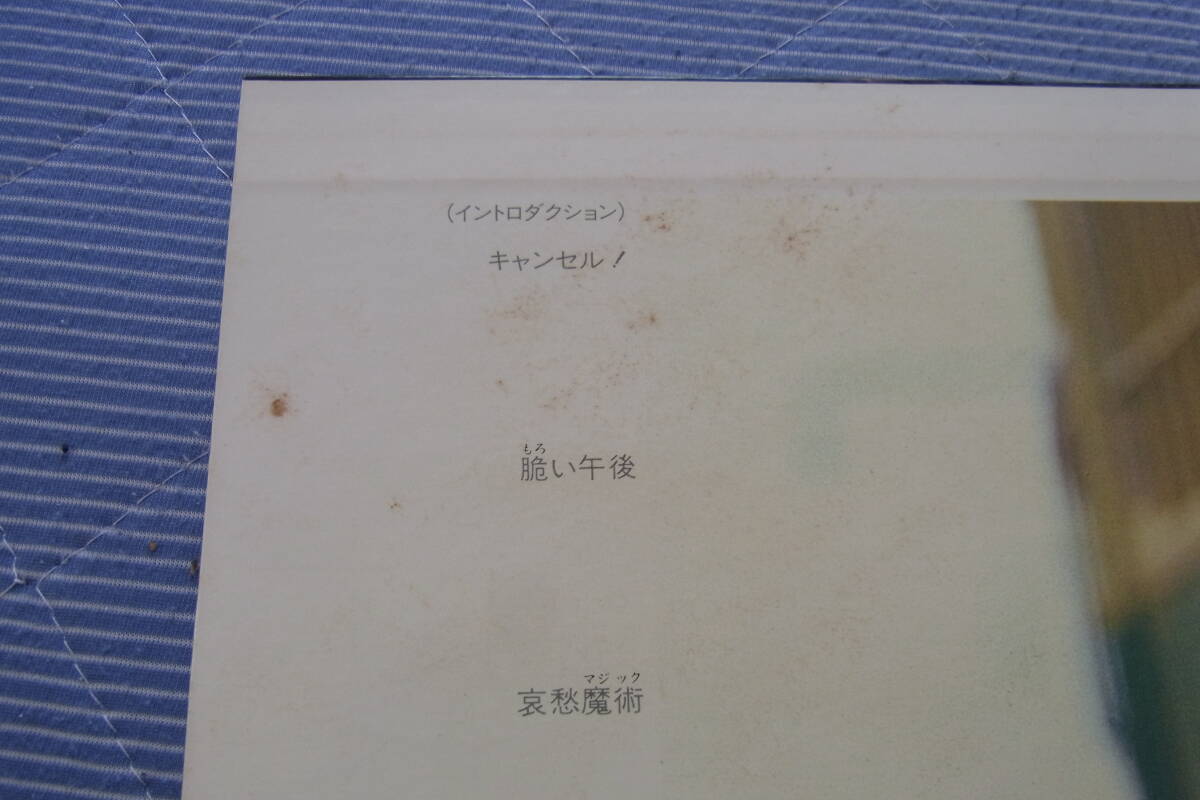 (イントロダクション)
キャンセル!
もろ
脆い午後
マジック
哀愁魔術